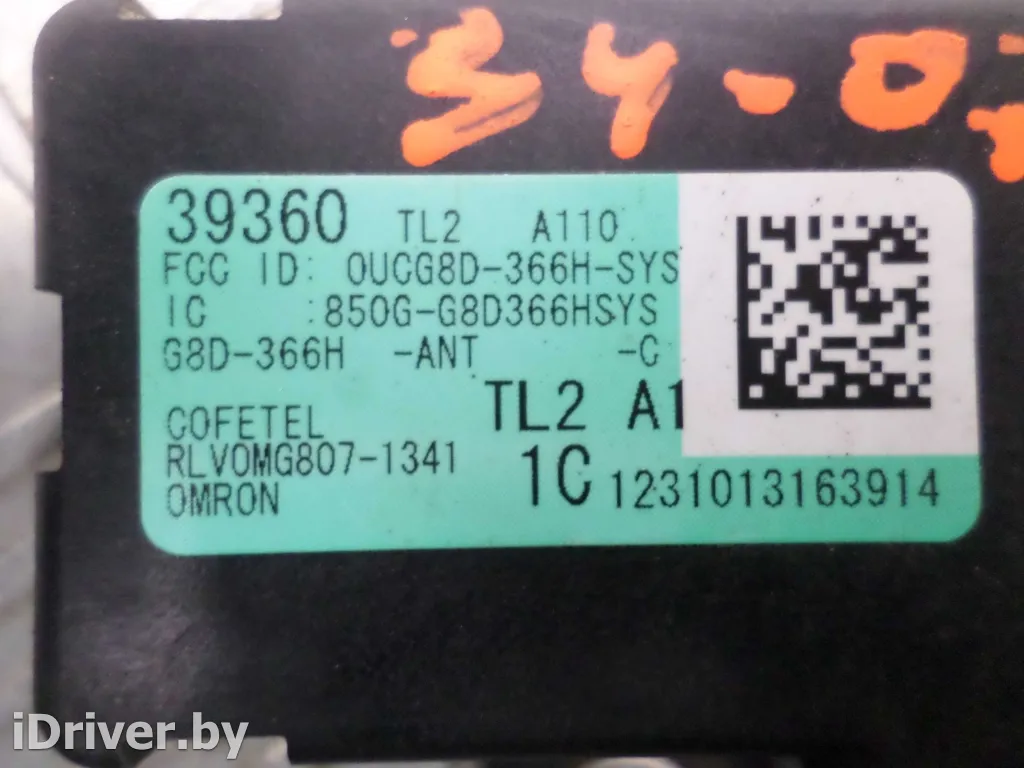 34-07
39360 TL2 A110
FCC ID: OUCG8D-366H-SYS
IC :850G-G8D366HSYS
G8D-366H -ANT -C
TL2 A1
COFETEL
RLVOMG807-1341
1C 1231013163914
OMRON
iDriver.by